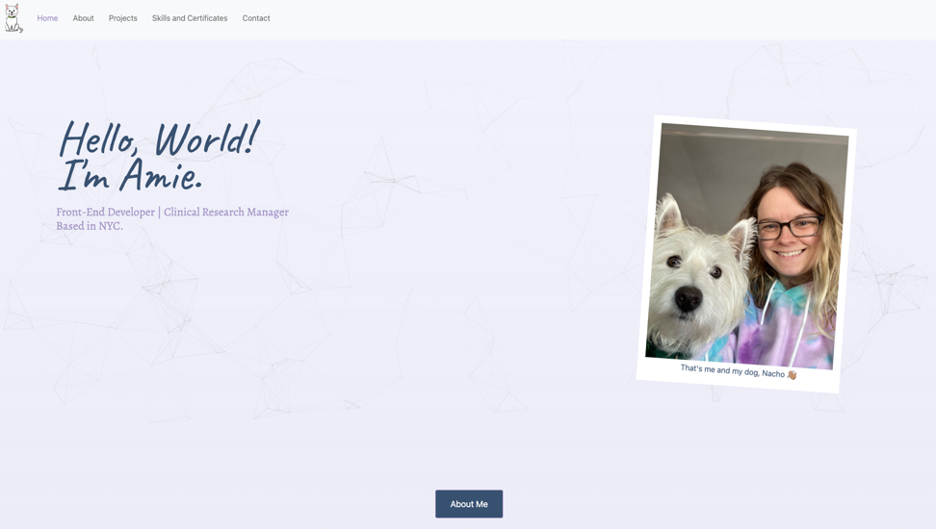 Home About Projects Skills and Certificates Contact
Hello, World!
I'm Amie.
Front-End Developer | Clinical Research Manager
Based in NYC.
That's me and my dog, Nacho 👋🏼
About Me